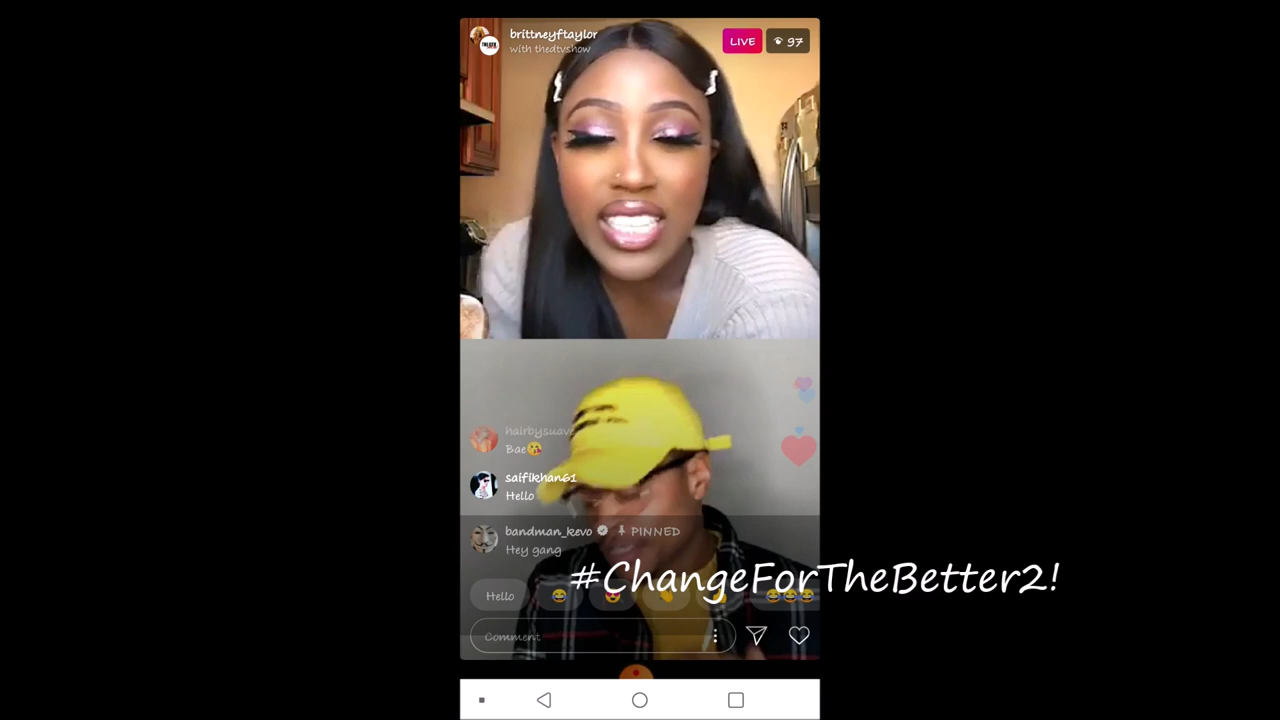 brittneyftaylor
with thedtvshow
LIVE
97
hairbysuave
Bae😘
saifikhan61
Hello
bandman_kevo PINNED
Hey gang
#ChangeForTheBetter2!
Hello 😂 😍 👏 😂😂😂
Comment